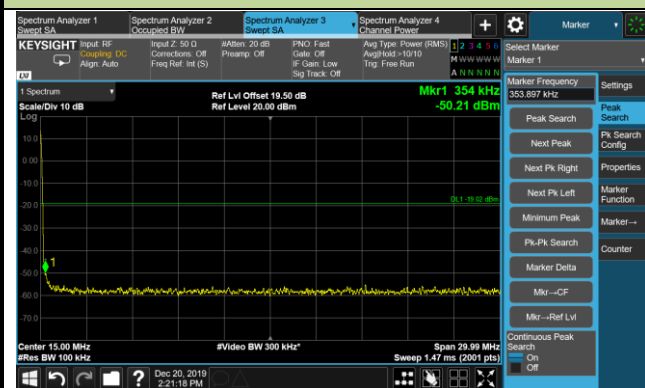 Spectrum Analyzer 1
Swept SA
Spectrum Analyzer 2
Occupied BW
Spectrum Analyzer 3
Swept SA
Spectrum Analyzer 4
Channel Power
+
Marker
KEYSIGHT
Input: RF
Coupling: DC
Align: Auto
Input Z: 50 Ω
Corrections: Off
Freq Ref: Int (S)
#Atten: 20 dB
Preamp: Off
PNO: Fast
Gate: Off
IF Gain: Low
Sig Track: Off
Avg Type: Power (RMS)
Avg|Hold:>10/10
Trig: Free Run
1 2 3 4 5 6
M W W W W W
A N N N N N
LXI
Select Marker
Marker 1
1 Spectrum
Scale/Div 10 dB
Log
Ref Lvl Offset 19.50 dB
Ref Level 20.00 dBm
Mkr1 354 kHz
-50.21 dBm
10.0
0.00
-10.0
-20.0
-30.0
-40.0
-50.0
-60.0
-70.0
DL1 -19.02 dBm
1
Center 15.00 MHz
#Res BW 100 kHz
#Video BW 300 kHz*
Span 29.99 MHz
Sweep 1.47 ms (2001 pts)
Marker Frequency
353.897 kHz
Peak Search
Next Peak
Next Pk Right
Next Pk Left
Minimum Peak
Pk-Pk Search
Marker Delta
Mkr→CF
Mkr→Ref Lvl
Continuous Peak
Search
On
Off
Settings
Peak
Search
Pk Search
Config
Properties
Marker
Function
Marker→
Counter
?
Dec 20, 2019
2:21:18 PM